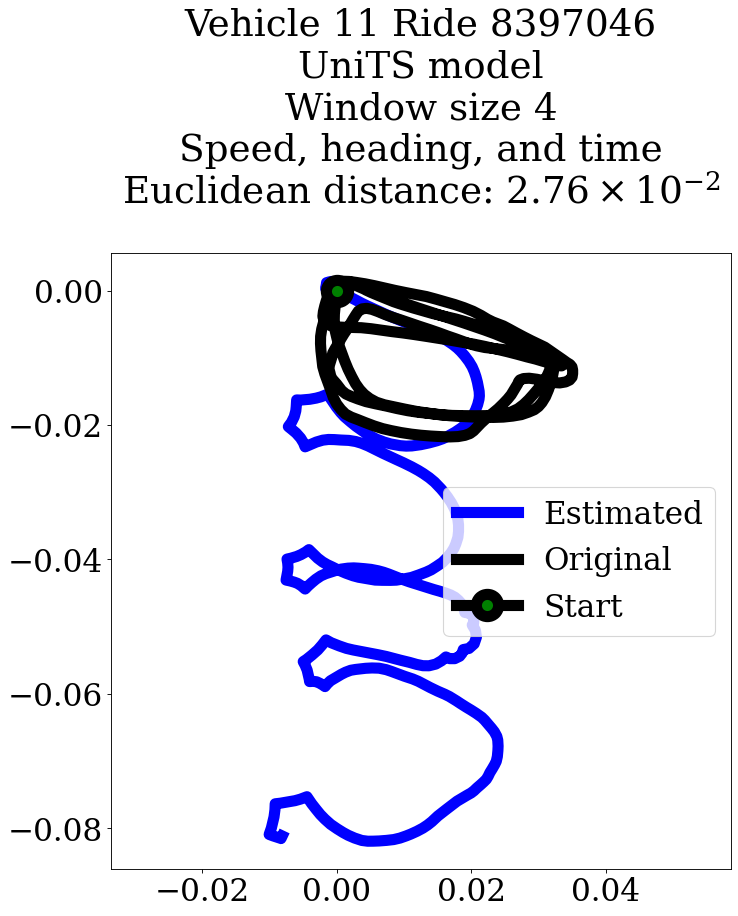 Vehicle 11 Ride 8397046
UniTS model
Window size 4
Speed, heading, and time
Euclidean distance: 2.76 × 10⁻²
0.00
−0.02
−0.04
−0.06
−0.08
Estimated
Original
Start
−0.02 0.00 0.02 0.04